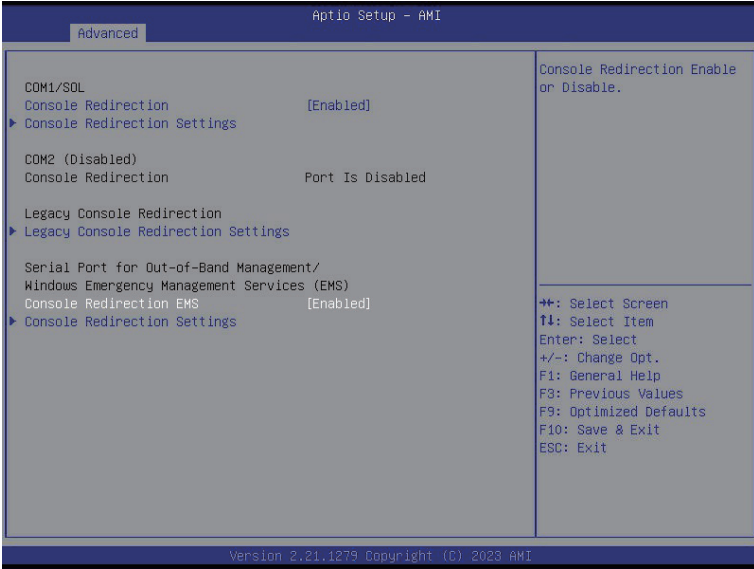 Aptio Setup – AMI
Advanced
COM1/SOL
Console Redirection [Enabled]
Console Redirection Settings
COM2 (Disabled)
Console Redirection Port Is Disabled
Legacy Console Redirection
Legacy Console Redirection Settings
Serial Port for Out-of-Band Management/
Windows Emergency Management Services (EMS)
Console Redirection EMS [Enabled]
Console Redirection Settings
Console Redirection Enable
or Disable.
→←: Select Screen
↑↓: Select Item
Enter: Select
+/-: Change Opt.
F1: General Help
F3: Previous Values
F9: Optimized Defaults
F10: Save & Exit
ESC: Exit
Version 2.21.1279 Copyright (C) 2023 AMI